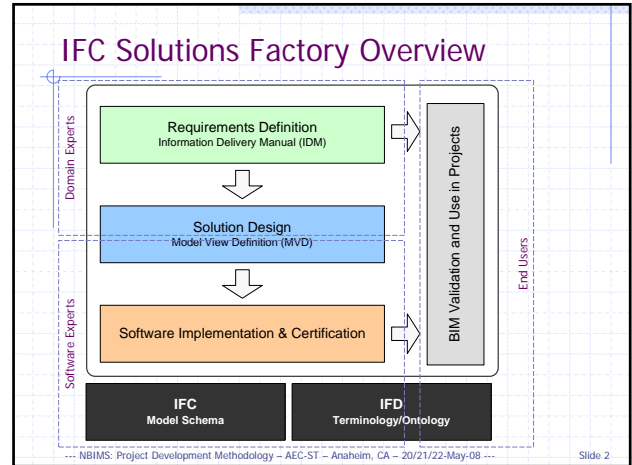 IFC Solutions Factory Overview
Domain Experts
Requirements Definition
Information Delivery Manual (IDM)
Solution Design
Model View Definition (MVD)
Software Experts
Software Implementation & Certification
BIM Validation and Use in Projects
End Users
IFC
Model Schema
IFD
Terminology/Ontology
--- NBIMS: Project Development Methodology – AEC-ST – Anaheim, CA – 20/21/22-May-08 ---
Slide 2